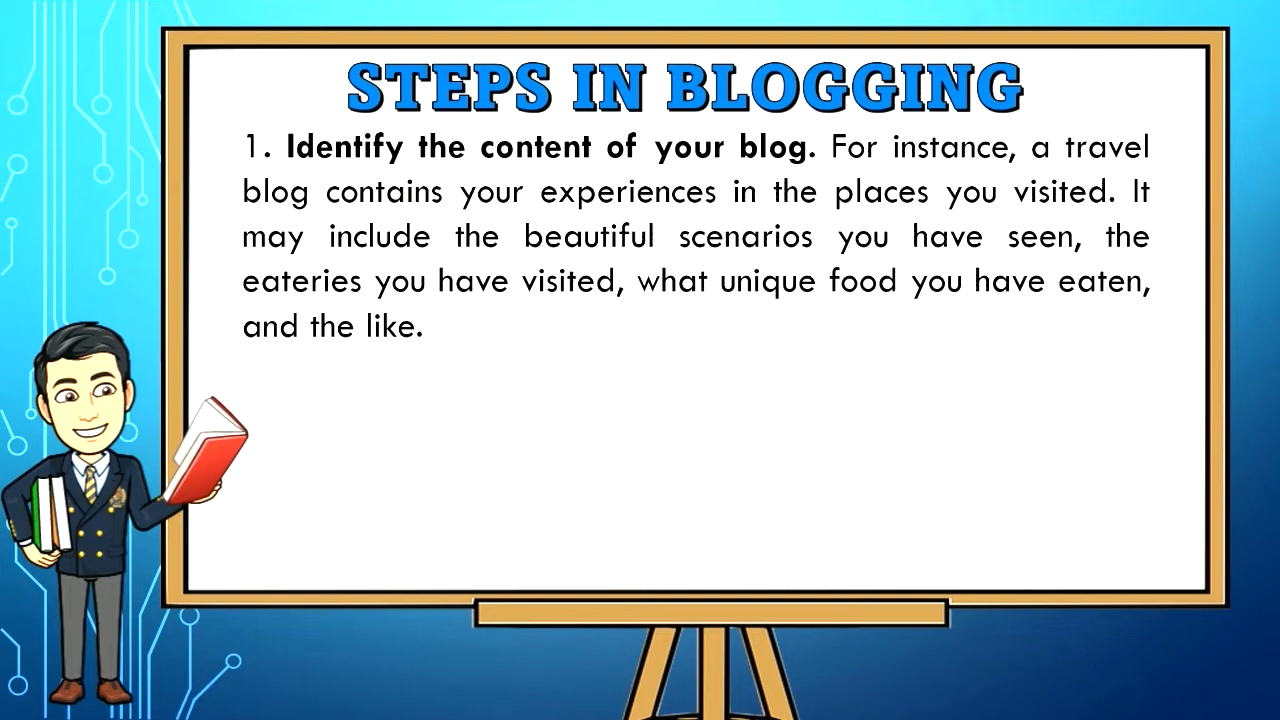 STEPS IN BLOGGING
1. Identify the content of your blog. For instance, a travel
blog contains your experiences in the places you visited. It
may include the beautiful scenarios you have seen, the
eateries you have visited, what unique food you have eaten,
and the like.